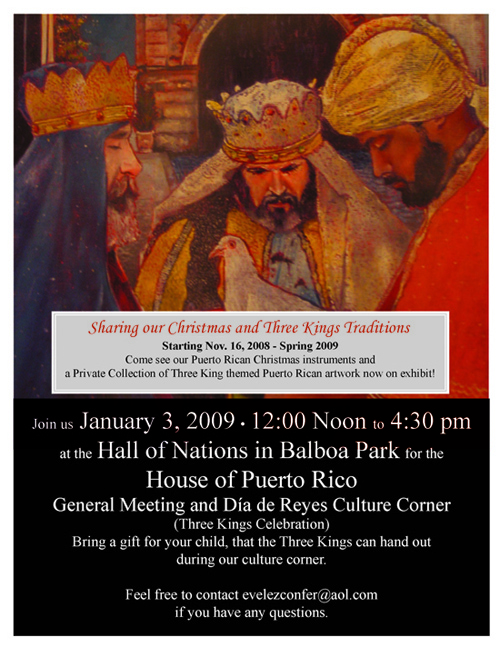 Sharing our Christmas and Three Kings Traditions
Starting Nov. 16, 2008 - Spring 2009
Come see our Puerto Rican Christmas instruments and
a Private Collection of Three King themed Puerto Rican artwork now on exhibit!
Join us January 3, 2009 • 12:00 Noon to 4:30 pm
at the Hall of Nations in Balboa Park for the
House of Puerto Rico
General Meeting and Día de Reyes Culture Corner
(Three Kings Celebration)
Bring a gift for your child, that the Three Kings can hand out
during our culture corner.
Feel free to contact evelezconfer@aol.com
if you have any questions.